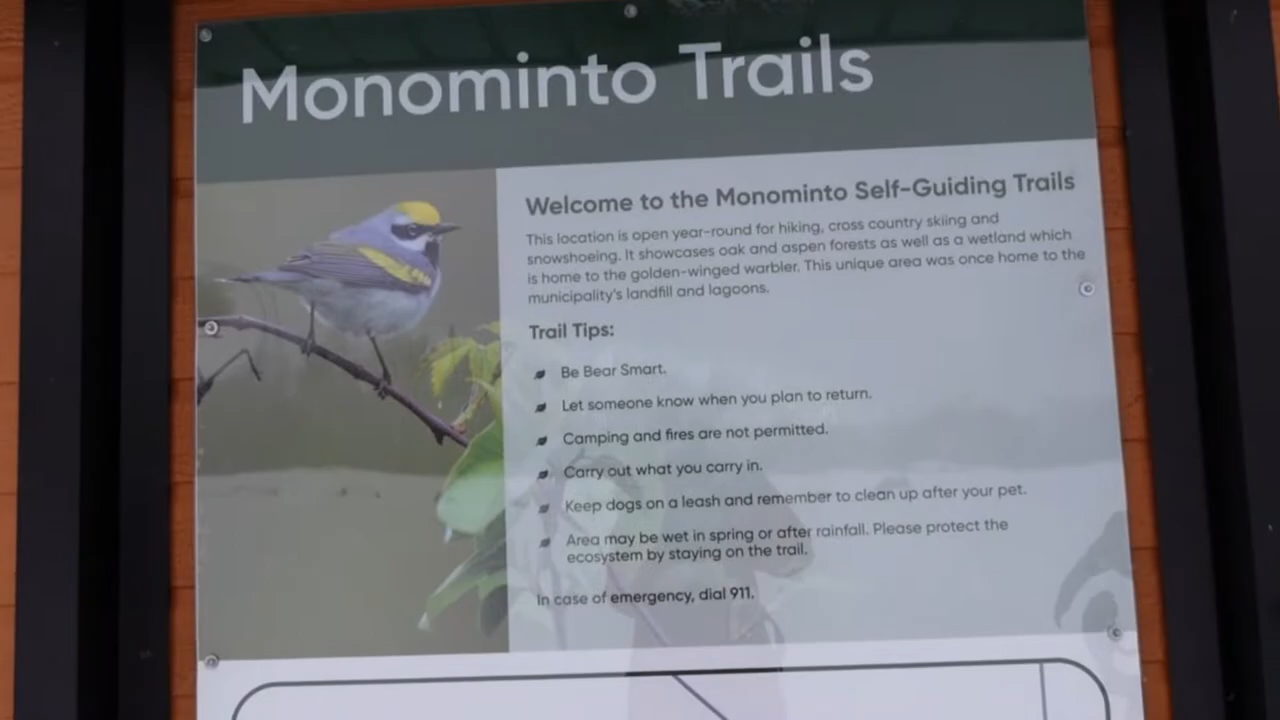 Monominto Trails
Welcome to the Monominto Self-Guiding Trails
This location is open year-round for hiking, cross country skiing and
snowshoeing. It showcases oak and aspen forests as well as a wetland which
is home to the golden-winged warbler. This unique area was once home to the
municipality's landfill and lagoons.
Trail Tips:
Be Bear Smart.
Let someone know when you plan to return.
Camping and fires are not permitted.
Carry out what you carry in.
Keep dogs on a leash and remember to clean up after your pet.
Area may be wet in spring or after rainfall. Please protect the
ecosystem by staying on the trail.
In case of emergency, dial 911.